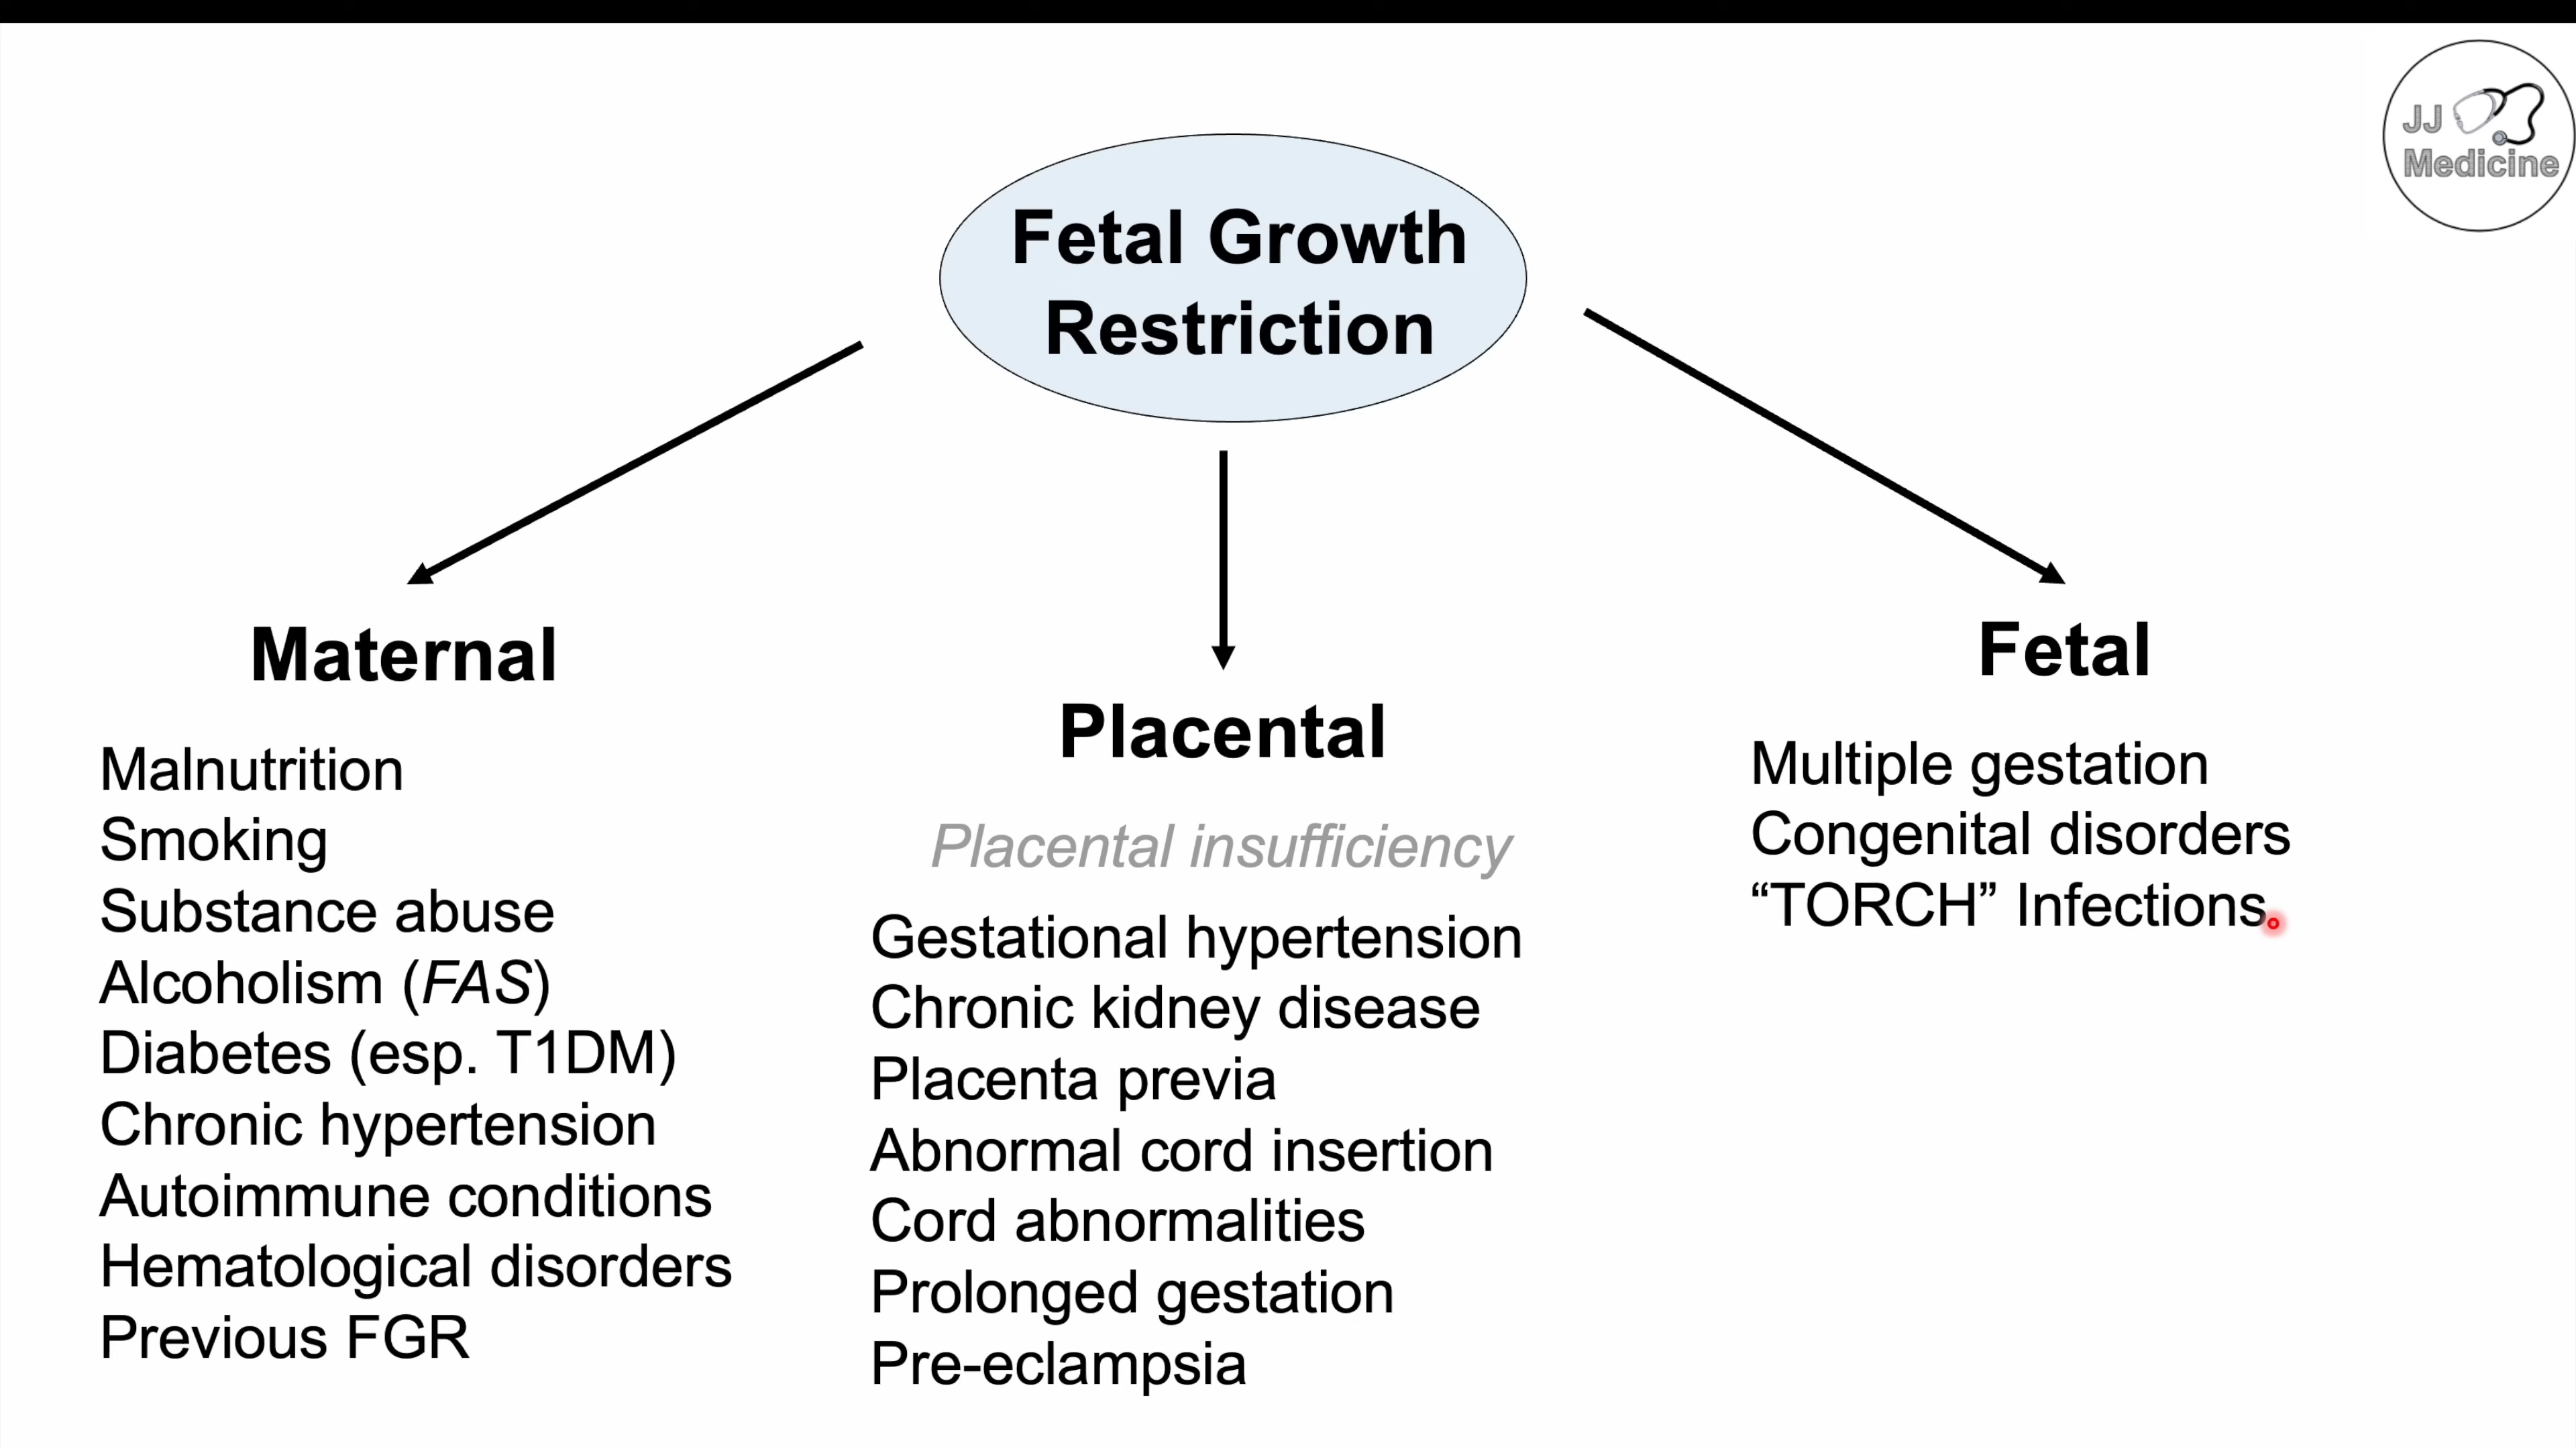 JJ
Medicine
Fetal Growth
Restriction
Maternal
Malnutrition
Smoking
Substance abuse
Alcoholism (FAS)
Diabetes (esp. T1DM)
Chronic hypertension
Autoimmune conditions
Hematological disorders
Previous FGR
Placental
Placental insufficiency
Gestational hypertension
Chronic kidney disease
Placenta previa
Abnormal cord insertion
Cord abnormalities
Prolonged gestation
Pre-eclampsia
Fetal
Multiple gestation
Congenital disorders
“TORCH” Infections